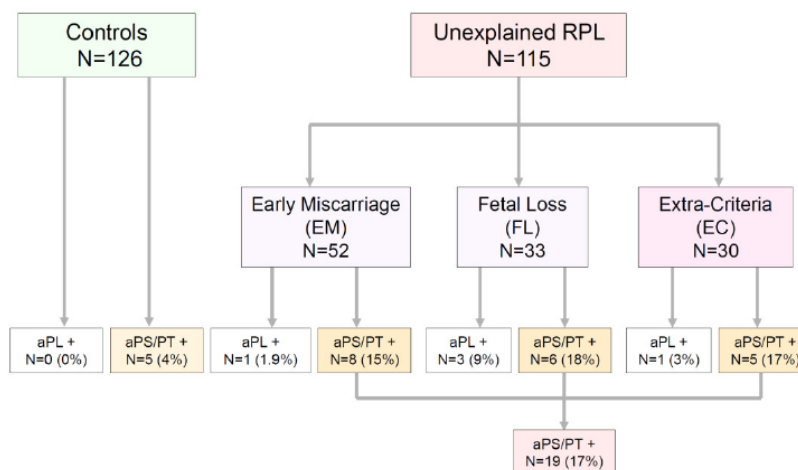 Controls
N=126
Unexplained RPL
N=115
Early Miscarriage
(EM)
N=52
Fetal Loss
(FL)
N=33
Extra-Criteria
(EC)
N=30
aPL +
N=0 (0%)
aPS/PT +
N=5 (4%)
aPL +
N=1 (1.9%)
aPS/PT +
N=8 (15%)
aPL +
N=3 (9%)
aPS/PT +
N=6 (18%)
aPL +
N=1 (3%)
aPS/PT +
N=5 (17%)
aPS/PT +
N=19 (17%)